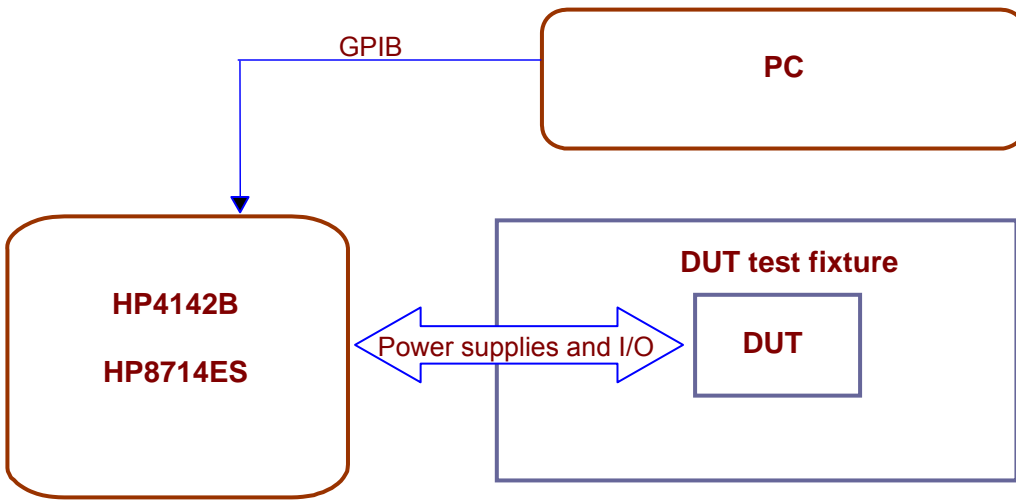 GPIB
PC
DUT test fixture
HP4142B
DUT
Power supplies and I/O
HP8714ES